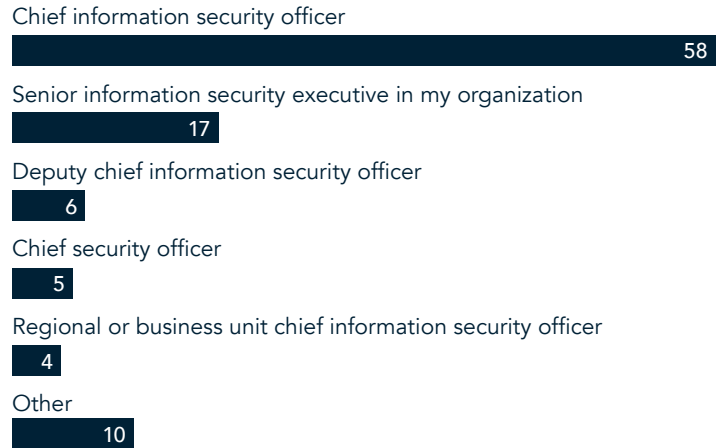 Chief information security officer
58
Senior information security executive in my organization
17
Deputy chief information security officer
6
Chief security officer
5
Regional or business unit chief information security officer
4
Other
10